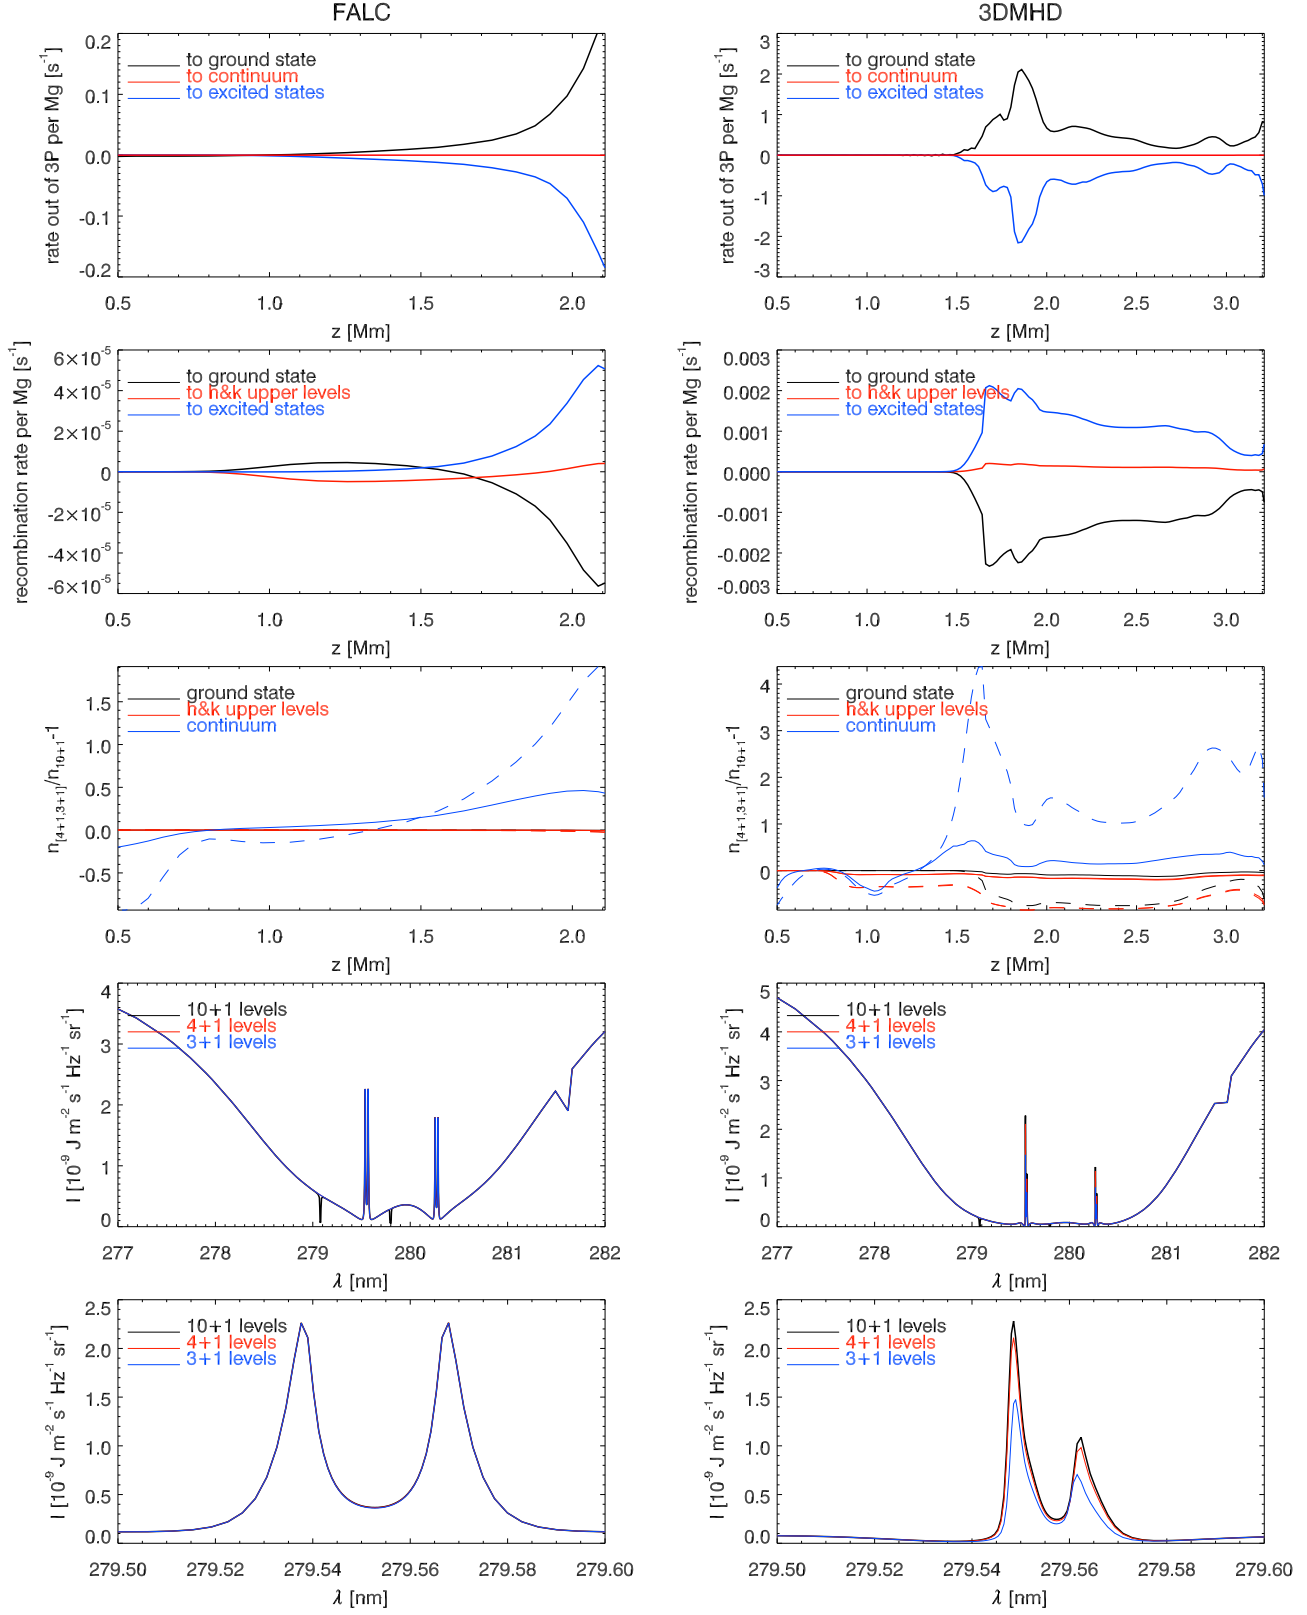 FALC
3DMHD
0.2
0.1
0.0
-0.1
-0.2
rate out of 3P per Mg [s⁻¹]
to ground state
to continuum
to excited states
0.5 1.0 1.5 2.0
z [Mm]
3
2
1
0
-1
-2
-3
rate out of 3P per Mg [s⁻¹]
to ground state
to continuum
to excited states
0.5 1.0 1.5 2.0 2.5 3.0
z [Mm]
6×10⁻⁵
4×10⁻⁵
2×10⁻⁵
0
-2×10⁻⁵
-4×10⁻⁵
-6×10⁻⁵
recombination rate per Mg [s⁻¹]
to ground state
to h&k upper levels
to excited states
0.5 1.0 1.5 2.0
z [Mm]
0.003
0.002
0.001
0.000
-0.001
-0.002
-0.003
recombination rate per Mg [s⁻¹]
to ground state
to h&k upper levels
to excited states
0.5 1.0 1.5 2.0 2.5 3.0
z [Mm]
1.5
1.0
0.5
0.0
-0.5
n[4+1,3+1]/n10+1-1
ground state
h&k upper levels
continuum
0.5 1.0 1.5 2.0
z [Mm]
4
3
2
1
0
n[4+1,3+1]/n10+1-1
ground state
h&k upper levels
continuum
0.5 1.0 1.5 2.0 2.5 3.0
z [Mm]
4
3
2
1
0
I [10⁻⁹ J m⁻² s⁻¹ Hz⁻¹ sr⁻¹]
10+1 levels
4+1 levels
3+1 levels
277 278 279 280 281 282
λ [nm]
5
4
3
2
1
0
I [10⁻⁹ J m⁻² s⁻¹ Hz⁻¹ sr⁻¹]
10+1 levels
4+1 levels
3+1 levels
277 278 279 280 281 282
λ [nm]
2.5
2.0
1.5
1.0
0.5
0.0
I [10⁻⁹ J m⁻² s⁻¹ Hz⁻¹ sr⁻¹]
10+1 levels
4+1 levels
3+1 levels
279.50 279.52 279.54 279.56 279.58 279.60
λ [nm]
2.5
2.0
1.5
1.0
0.5
0.0
I [10⁻⁹ J m⁻² s⁻¹ Hz⁻¹ sr⁻¹]
10+1 levels
4+1 levels
3+1 levels
279.50 279.52 279.54 279.56 279.58 279.60
λ [nm]